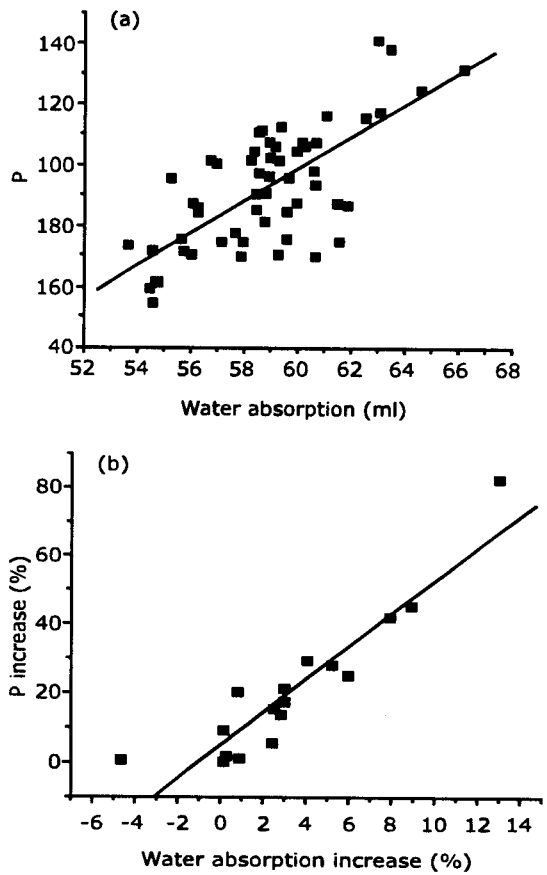 (a)
140
120
100
180
160
40
P
52 54 56 58 60 62 64 66 68
Water absorption (ml)
(b)
80
60
40
20
0
P increase (%)
-6 -4 -2 0 2 4 6 8 10 12 14
Water absorption increase (%)